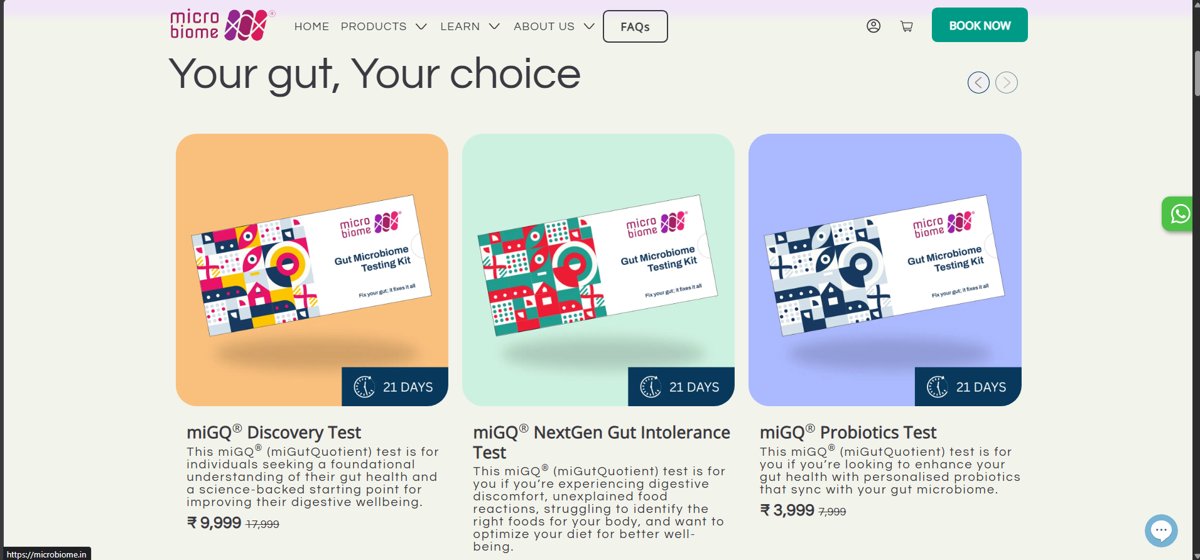 micro
biome
HOME PRODUCTS LEARN ABOUT US FAQs BOOK NOW
Your gut, Your choice
micro
biome
Gut Microbiome
Testing Kit
Fix your gut; it fixes it all
21 DAYS
micro
biome
Gut Microbiome
Testing Kit
Fix your gut; it fixes it all
21 DAYS
micro
biome
Gut Microbiome
Testing Kit
Fix your gut; it fixes it all
21 DAYS
miGQ® Discovery Test
This miGQ® (miGutQuotient) test is for
individuals seeking a foundational
understanding of their gut health and
a science-backed starting point for
improving their digestive wellbeing.
₹ 9,999 17,999
miGQ® NextGen Gut Intolerance
Test
This miGQ® (miGutQuotient) test is for
you if you’re experiencing digestive
discomfort, unexplained food
reactions, struggling to identify the
right foods for your body, and want to
optimize your diet for better well-
being.
miGQ® Probiotics Test
This miGQ® (miGutQuotient) test is for
you if you’re looking to enhance your
gut health with personalised probiotics
that sync with your gut microbiome.
₹ 3,999 7,999
https://microbiome.in